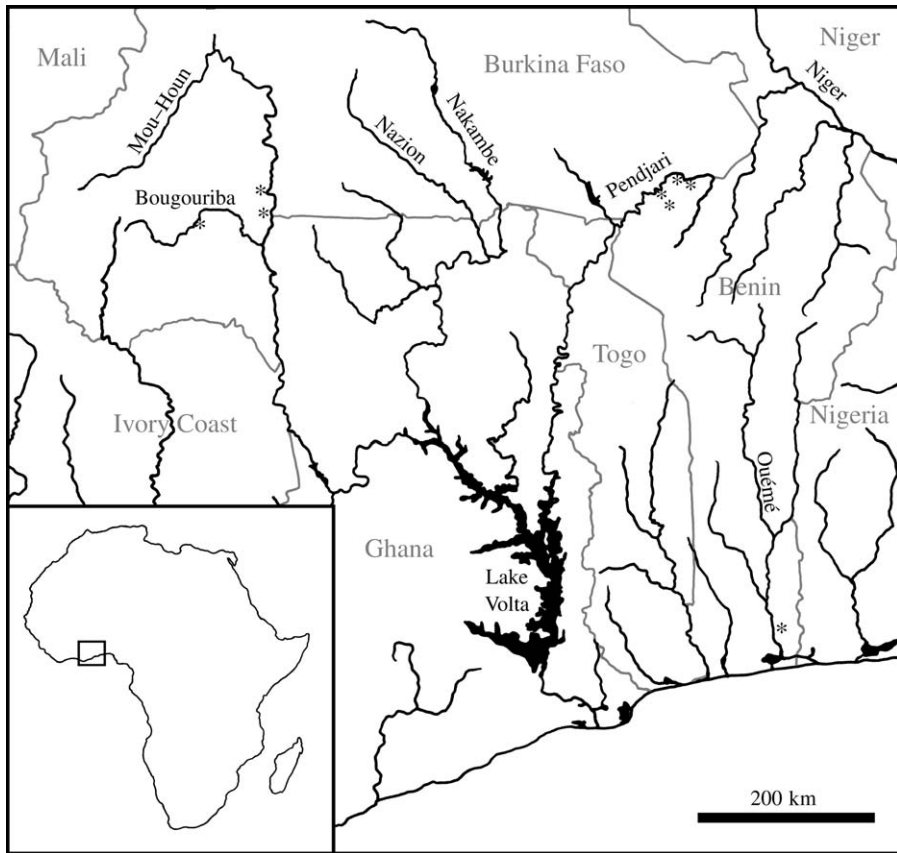 Mali
Burkina Faso
Niger
Niger
Mou-Houn
Nazion
Nakambe
Pendjari
Bougouriba
*
*
*
*
*
*
*
*
Benin
Togo
Ivory Coast
Nigeria
Ouémé
Ghana
Lake
Volta
*
200 km